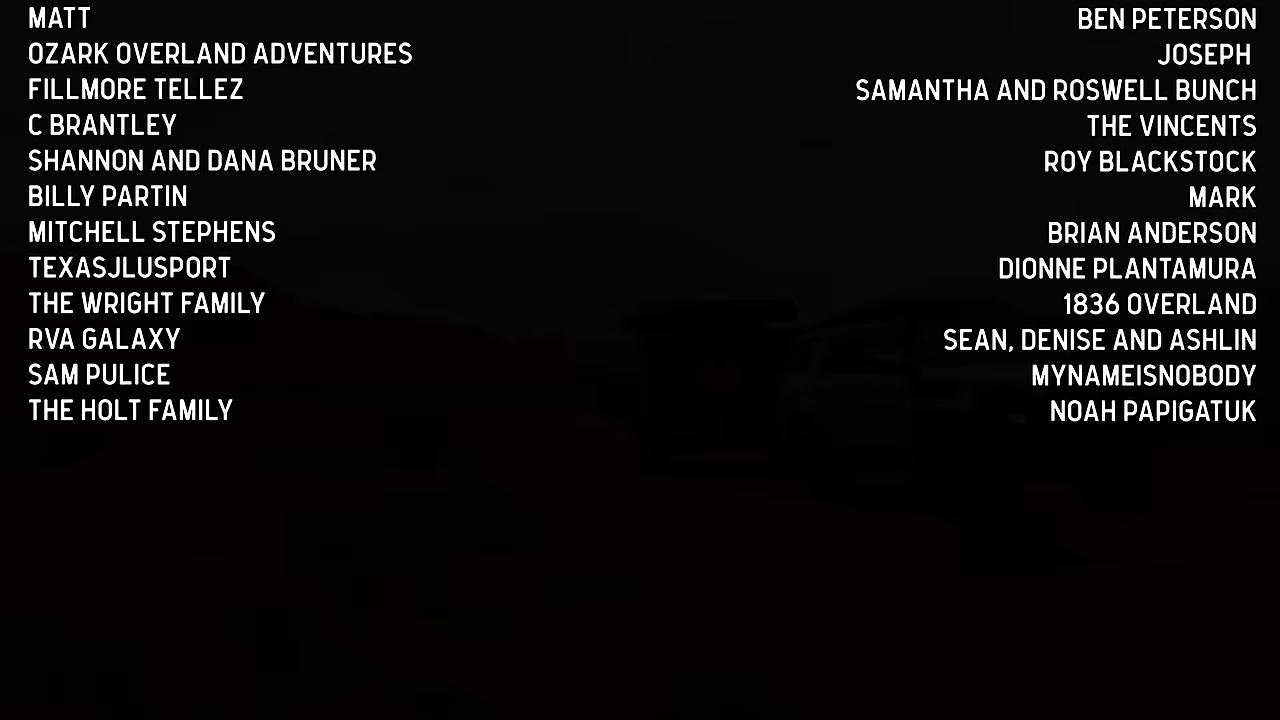 MATT
OZARK OVERLAND ADVENTURES
FILLMORE TELLEZ
C BRANTLEY
SHANNON AND DANA BRUNER
BILLY PARTIN
MITCHELL STEPHENS
TEXASJLUSPORT
THE WRIGHT FAMILY
RVA GALAXY
SAM PULICE
THE HOLT FAMILY
BEN PETERSON
JOSEPH
SAMANTHA AND ROSWELL BUNCH
THE VINCENTS
ROY BLACKSTOCK
MARK
BRIAN ANDERSON
DIONNE PLANTAMURA
1836 OVERLAND
SEAN, DENISE AND ASHLIN
MYNAMEISNOBODY
NOAH PAPIGATUK